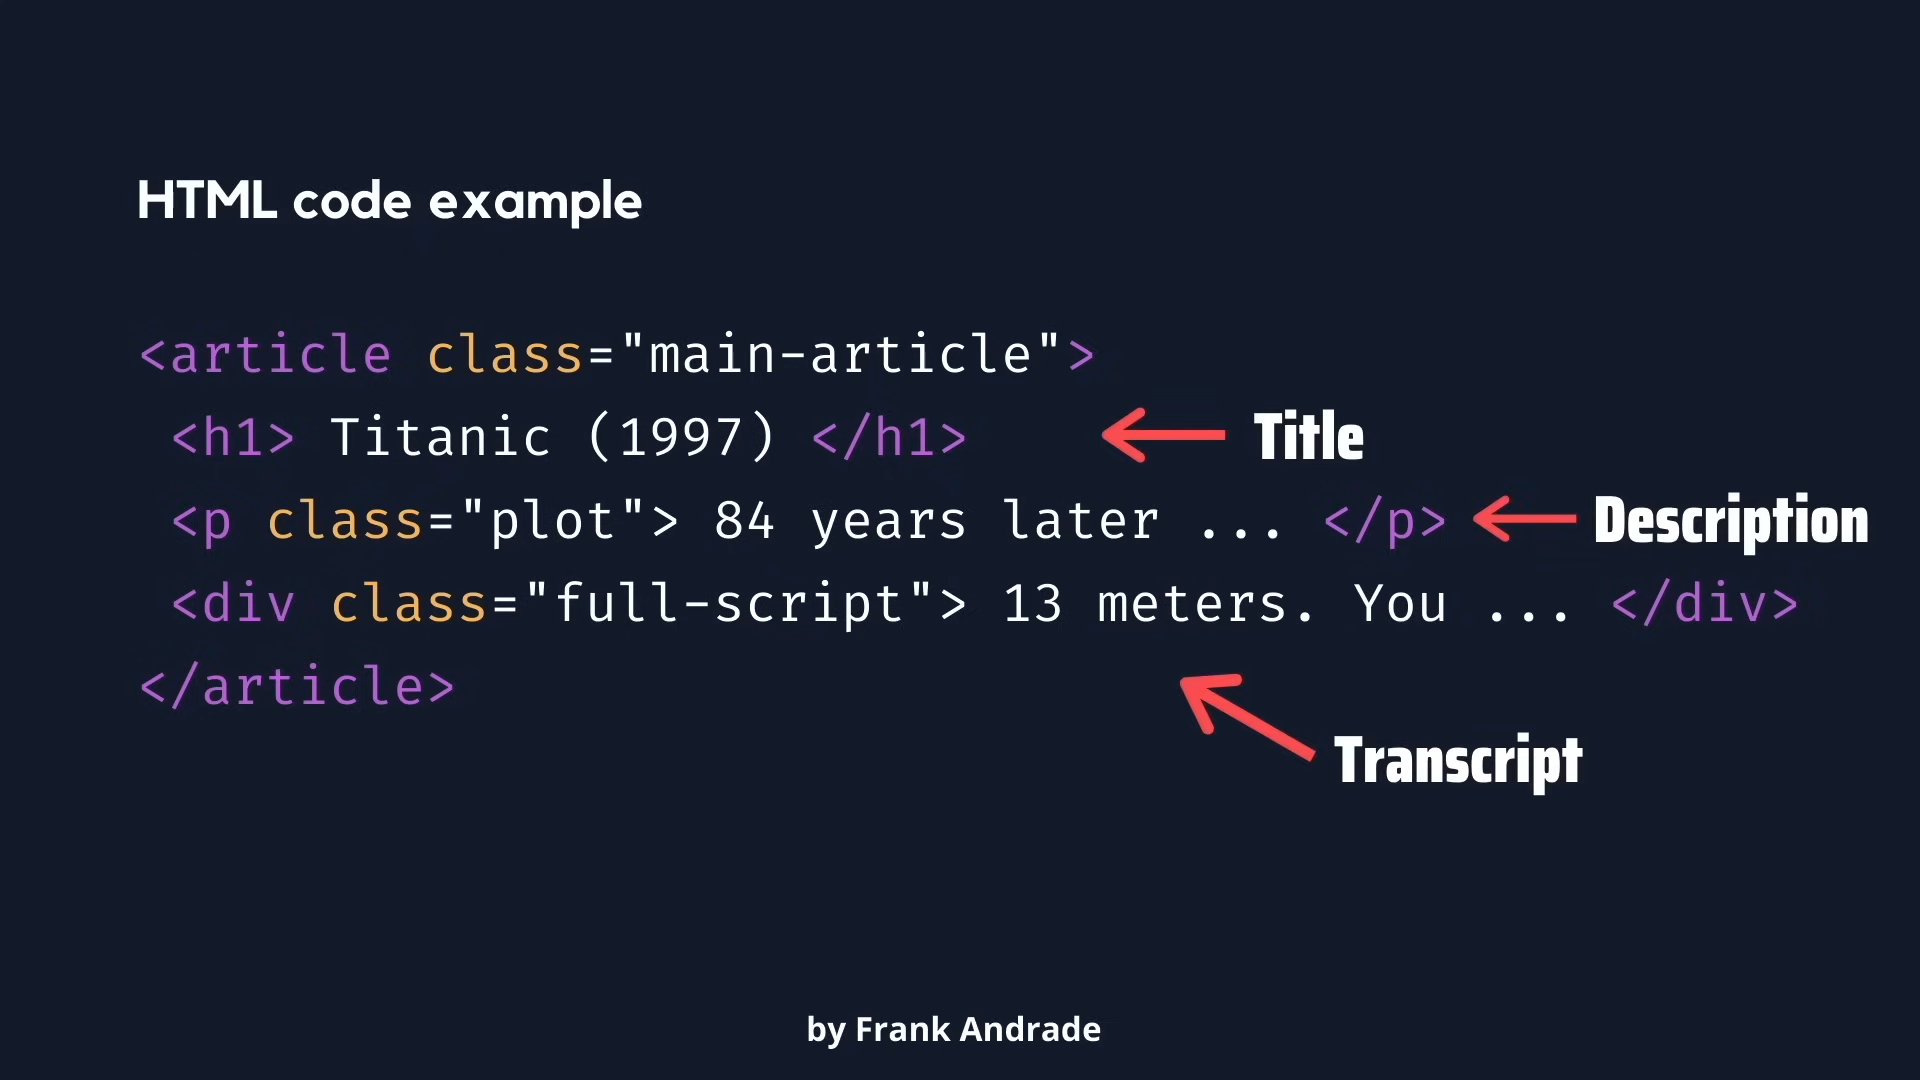 HTML code example
<article class="main-article">
<h1> Titanic (1997) </h1>
Title
<p class="plot"> 84 years later ... </p>
Description
<div class="full-script"> 13 meters. You ... </div>
</article>
Transcript
by Frank Andrade